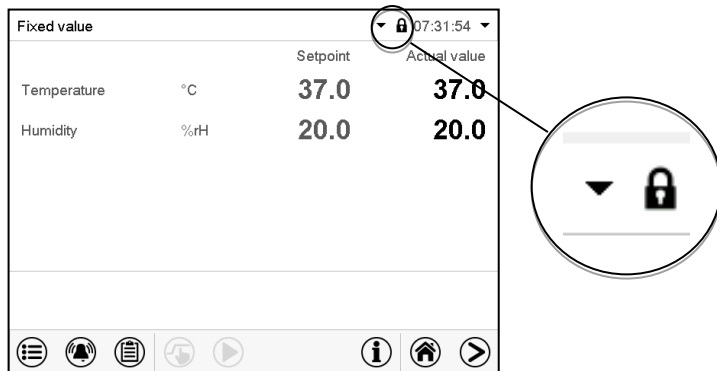 Fixed value 07:31:54
Setpoint Actual value
Temperature °C 37.0 37.0
Humidity %rH 20.0 20.0